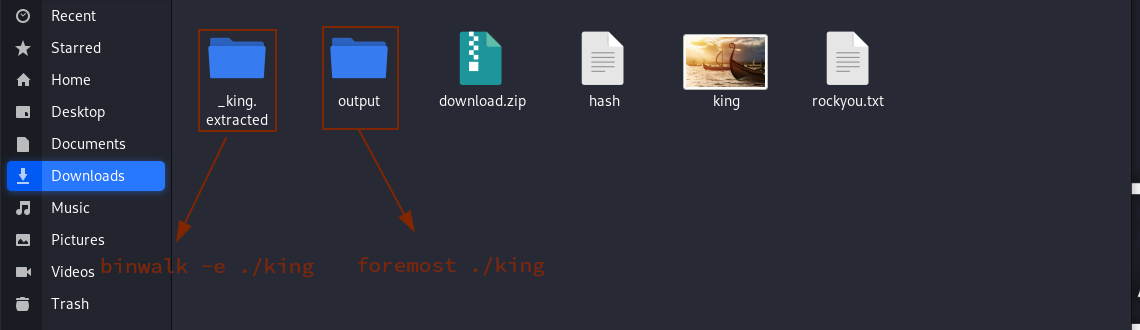 Recent
Starred
Home
Desktop
Documents
Downloads
Music
Pictures
Videos
Trash
_king.
extracted
output
download.zip
hash
king
rockyou.txt
binwalk -e ./king
foremost ./king